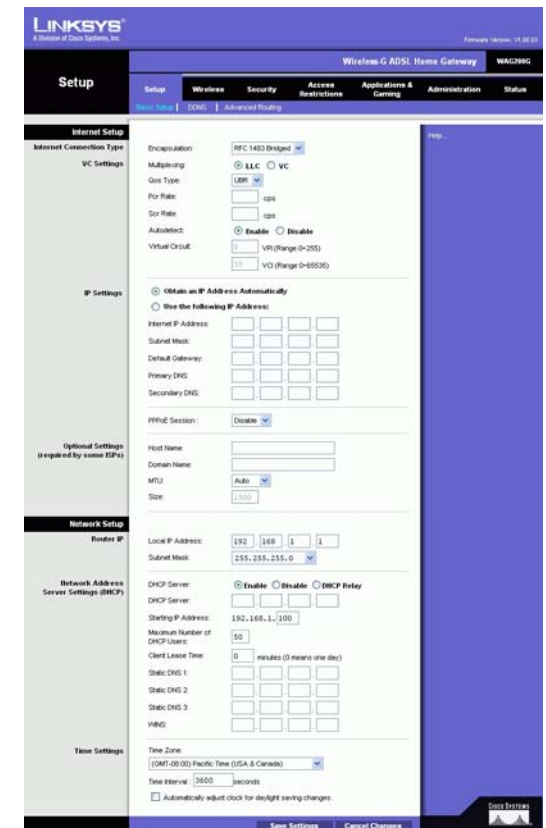 LINKSYS®
A Division of Cisco Systems, Inc.
Firmware Version: V1.00.03
Wireless-G ADSL Home Gateway
WAG200G
Setup
Setup
Wireless
Security
Access Restrictions
Applications & Gaming
Administration
Status
Basic Setup | DDNS | Advanced Routing
Internet Setup
Help...
Internet Connection Type
Encapsulation:
RFC 1483 Bridged
VC Settings
Multiplexing:
LLC VC
Qos Type:
UBR
Pcr Rate:
cps
Scr Rate:
cps
Autodetect:
Enable Disable
Virtual Circuit:
VPI (Range 0~255)
VCI (Range 0~65535)
IP Settings
Obtain an IP Address Automatically
Use the following IP Address:
Internet IP Address:
Subnet Mask:
Default Gateway:
Primary DNS:
Secondary DNS:
PPPoE Session :
Disable
Optional Settings
(required by some ISPs)
Host Name:
Domain Name:
MTU:
Auto
Size:
1500
Network Setup
Router IP
Local IP Address:
192 . 168 . 1 . 1
Subnet Mask:
255.255.255.0
Network Address
Server Settings (DHCP)
DHCP Server:
Enable Disable DHCP Relay
DHCP Server:
Starting IP Address:
192.168.1. 100
Maximum Number of
DHCP Users:
50
Client Lease Time:
0 minutes (0 means one day)
Static DNS 1:
Static DNS 2:
Static DNS 3:
WINS:
Time Settings
Time Zone:
(GMT-08:00) Pacific Time (USA & Canada)
Time Interval : 3600 seconds
Automatically adjust clock for daylight saving changes.
Save Settings
Cancel Changes
Cisco Systems